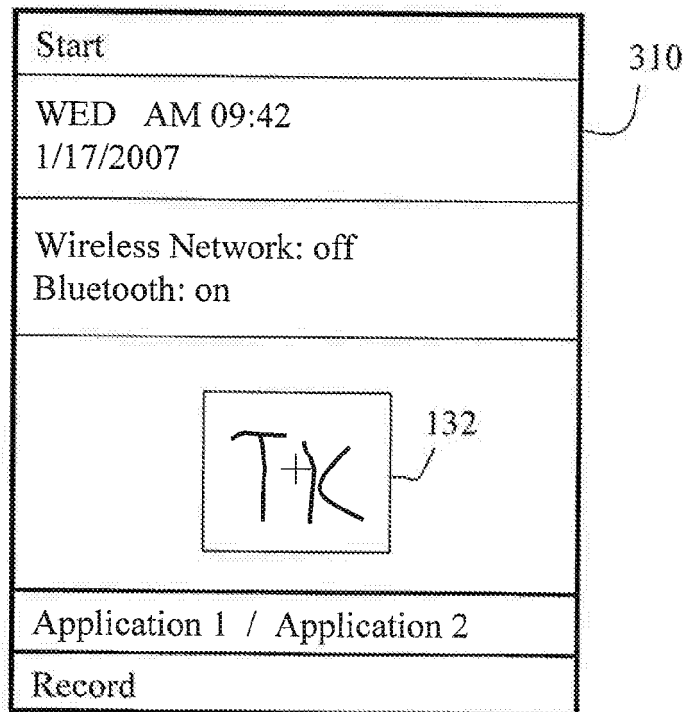 Start
310
WED AM 09:42
1/17/2007
Wireless Network: off
Bluetooth: on
132
T+K
Application 1 / Application 2
Record